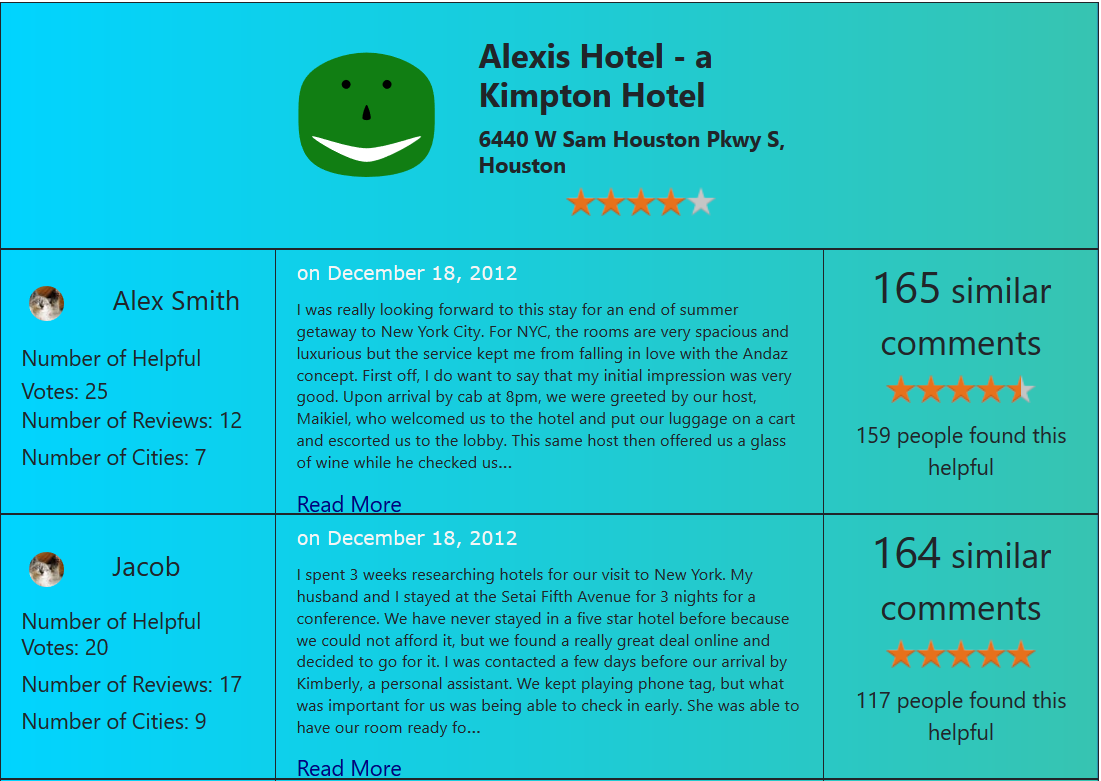 Alexis Hotel - a
Kimpton Hotel
6440 W Sam Houston Pkwy S,
Houston
Alex Smith
Number of Helpful
Votes: 25
Number of Reviews: 12
Number of Cities: 7
on December 18, 2012
I was really looking forward to this stay for an end of summer
getaway to New York City. For NYC, the rooms are very spacious and
luxurious but the service kept me from falling in love with the Andaz
concept. First off, I do want to say that my initial impression was very
good. Upon arrival by cab at 8pm, we were greeted by our host,
Maikiel, who welcomed us to the hotel and put our luggage on a cart
and escorted us to the lobby. This same host then offered us a glass
of wine while he checked us...
Read More
165 similar
comments
159 people found this
helpful
Jacob
Number of Helpful
Votes: 20
Number of Reviews: 17
Number of Cities: 9
on December 18, 2012
I spent 3 weeks researching hotels for our visit to New York. My
husband and I stayed at the Setai Fifth Avenue for 3 nights for a
conference. We have never stayed in a five star hotel before because
we could not afford it, but we found a really great deal online and
decided to go for it. I was contacted a few days before our arrival by
Kimberly, a personal assistant. We kept playing phone tag, but what
was important for us was being able to check in early. She was able to
have our room ready fo...
Read More
164 similar
comments
117 people found this
helpful